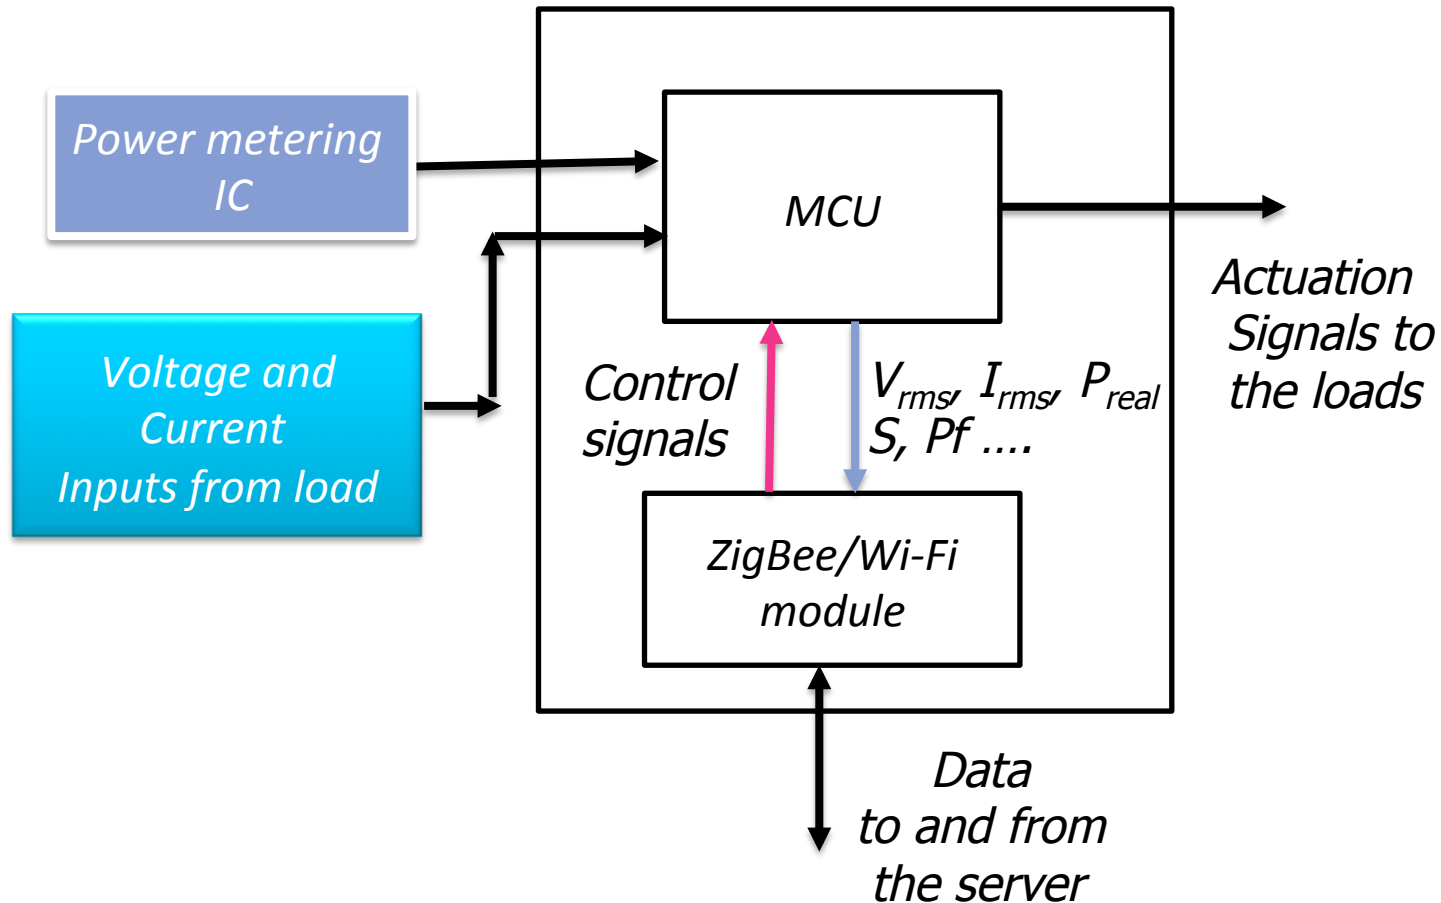 Power metering
IC
MCU
Voltage and
Current
Inputs from load
Control
signals
Vrms, Irms, Preal
S, Pf ....
Actuation
Signals to
the loads
ZigBee/Wi-Fi
module
Data
to and from
the server